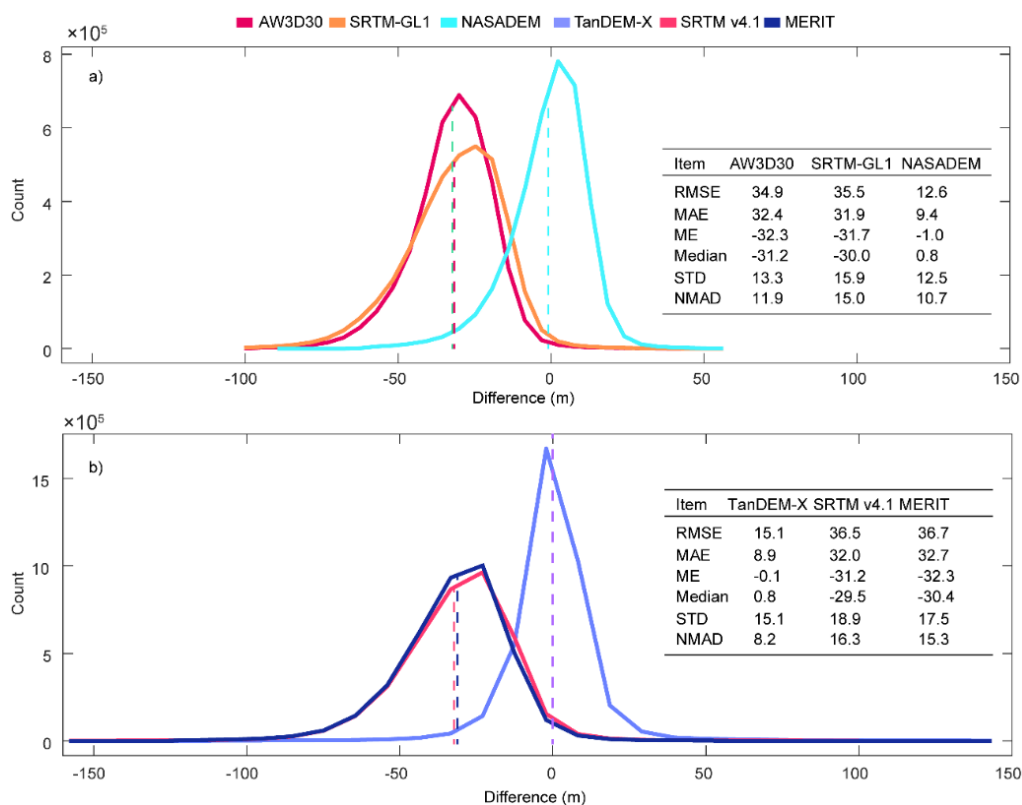 AW3D30 SRTM-GL1 NASADEM TanDEM-X SRTM v4.1 MERIT
×10⁵
a)
8
6
4
2
0
Count
Item AW3D30 SRTM-GL1 NASADEM
RMSE 34.9 35.5 12.6
MAE 32.4 31.9 9.4
ME -32.3 -31.7 -1.0
Median -31.2 -30.0 0.8
STD 13.3 15.9 12.5
NMAD 11.9 15.0 10.7
-150 -100 -50 0 50 100 150
Difference (m)
×10⁵
b)
15
10
5
0
Count
Item TanDEM-X SRTM v4.1 MERIT
RMSE 15.1 36.5 36.7
MAE 8.9 32.0 32.7
ME -0.1 -31.2 -32.3
Median 0.8 -29.5 -30.4
STD 15.1 18.9 17.5
NMAD 8.2 16.3 15.3
-150 -100 -50 0 50 100 150
Difference (m)